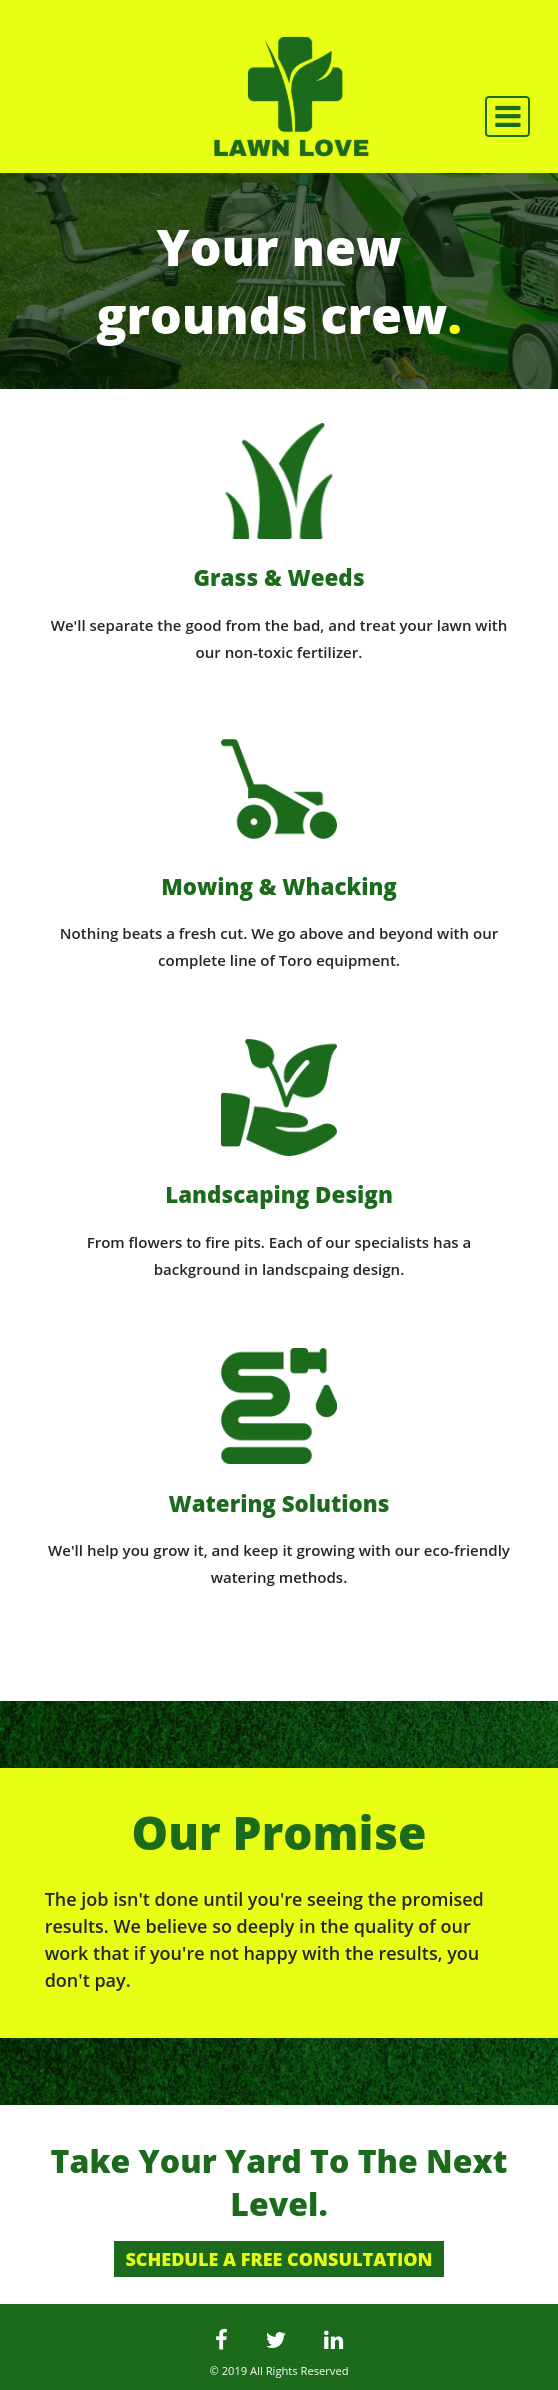 LAWN LOVE
Your new
grounds crew.
Grass & Weeds
We'll separate the good from the bad, and treat your lawn with
our non-toxic fertilizer.
Mowing & Whacking
Nothing beats a fresh cut. We go above and beyond with our
complete line of Toro equipment.
Landscaping Design
From flowers to fire pits. Each of our specialists has a
background in landscpaing design.
Watering Solutions
We'll help you grow it, and keep it growing with our eco-friendly
watering methods.
Our Promise
The job isn't done until you're seeing the promised
results. We believe so deeply in the quality of our
work that if you're not happy with the results, you
don't pay.
Take Your Yard To The Next
Level.
SCHEDULE A FREE CONSULTATION
© 2019 All Rights Reserved